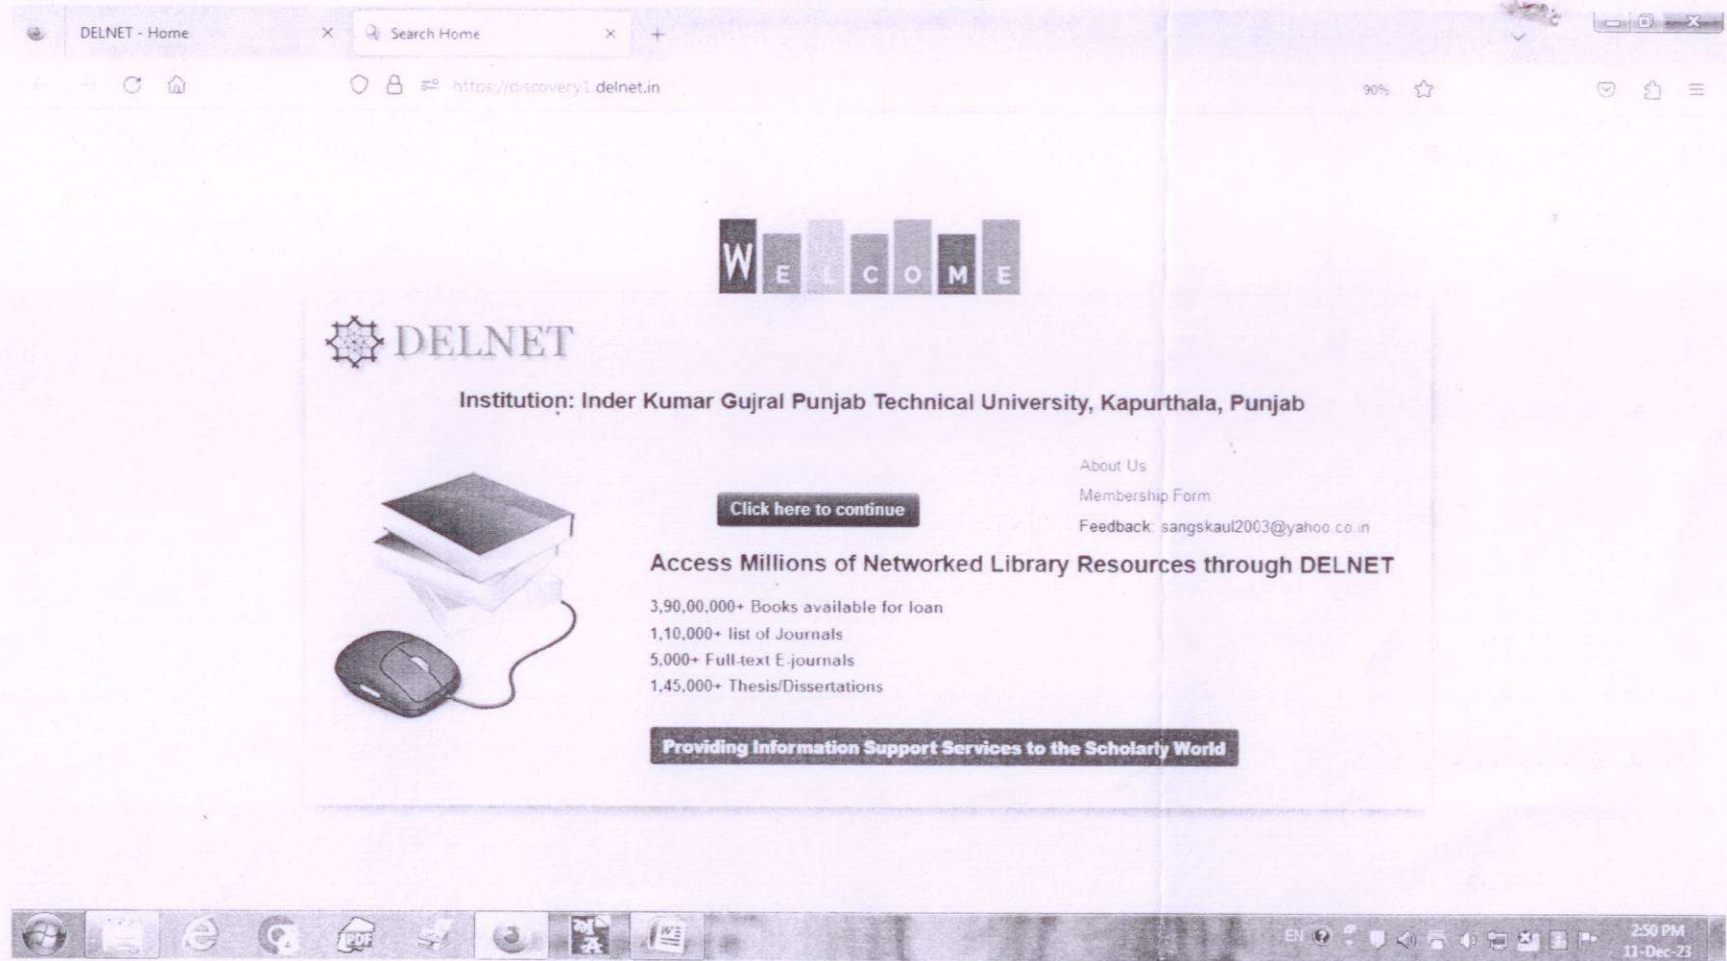 DELNET - Home
Search Home
https://discovery1.delnet.in
90%
WELCOME
DELNET
Institution: Inder Kumar Gujral Punjab Technical University, Kapurthala, Punjab
About Us
Membership Form
Click here to continue
Feedback: sangskaul2003@yahoo.co.in
Access Millions of Networked Library Resources through DELNET
3,90,00,000+ Books available for loan
1,10,000+ list of Journals
5,000+ Full-text E-journals
1,45,000+ Thesis/Dissertations
Providing Information Support Services to the Scholarly World
PDF
EN
2:50 PM
11-Dec-23